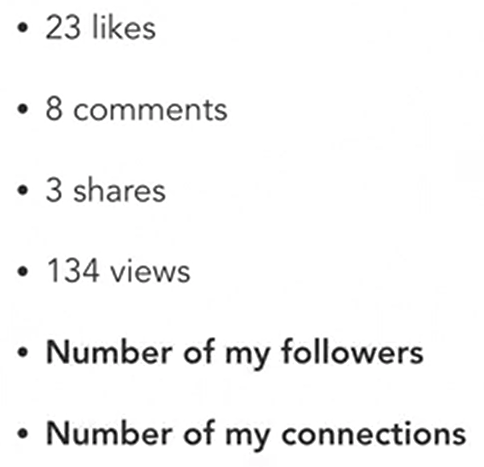 • 23 likes
• 8 comments
• 3 shares
• 134 views
• Number of my followers
• Number of my connections